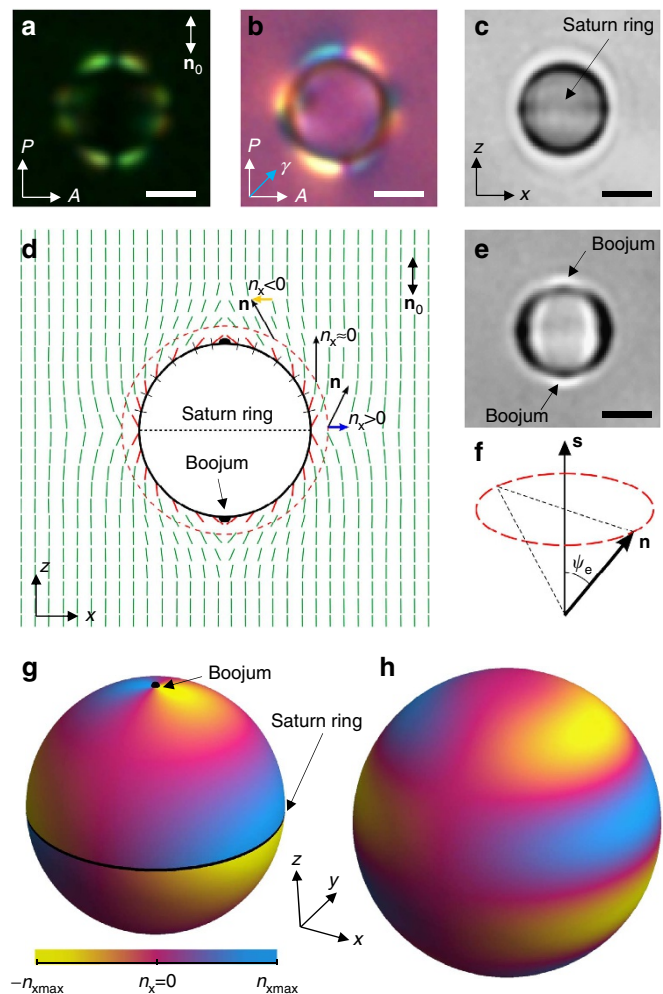 a
n₀
P
A
b
P
γ
A
c
Saturn ring
z
x
d
n₀
nₓ<0
n
nₓ≈0
n
nₓ>0
Saturn ring
Boojum
z
x
e
Boojum
Boojum
f
s
n
ψₑ
g
Boojum
Saturn ring
h
z
y
x
−nₓₘₐₓ
nₓ=0
nₓₘₐₓ